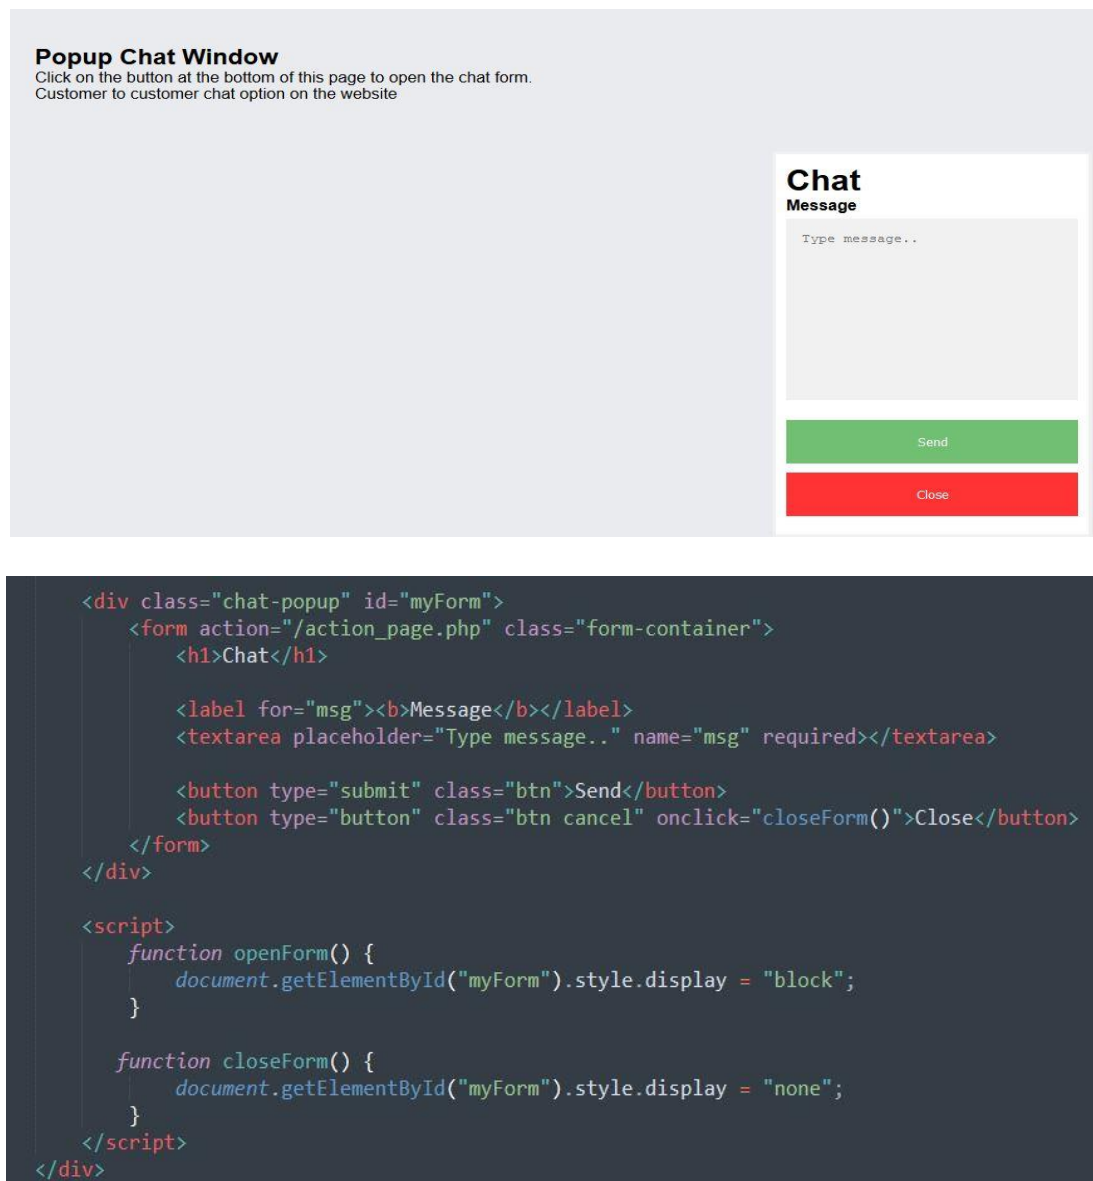 Popup Chat Window
Click on the button at the bottom of this page to open the chat form.
Customer to customer chat option on the website
Chat
Message
Type message..
Send
Close
<div class="chat-popup" id="myForm">
<form action="/action_page.php" class="form-container">
<h1>Chat</h1>
<label for="msg"><b>Message</b></label>
<textarea placeholder="Type message.." name="msg" required></textarea>
<button type="submit" class="btn">Send</button>
<button type="button" class="btn cancel" onclick="closeForm()">Close</button>
</form>
</div>
<script>
function openForm() {
document.getElementById("myForm").style.display = "block";
}
function closeForm() {
document.getElementById("myForm").style.display = "none";
}
</script>
</div>